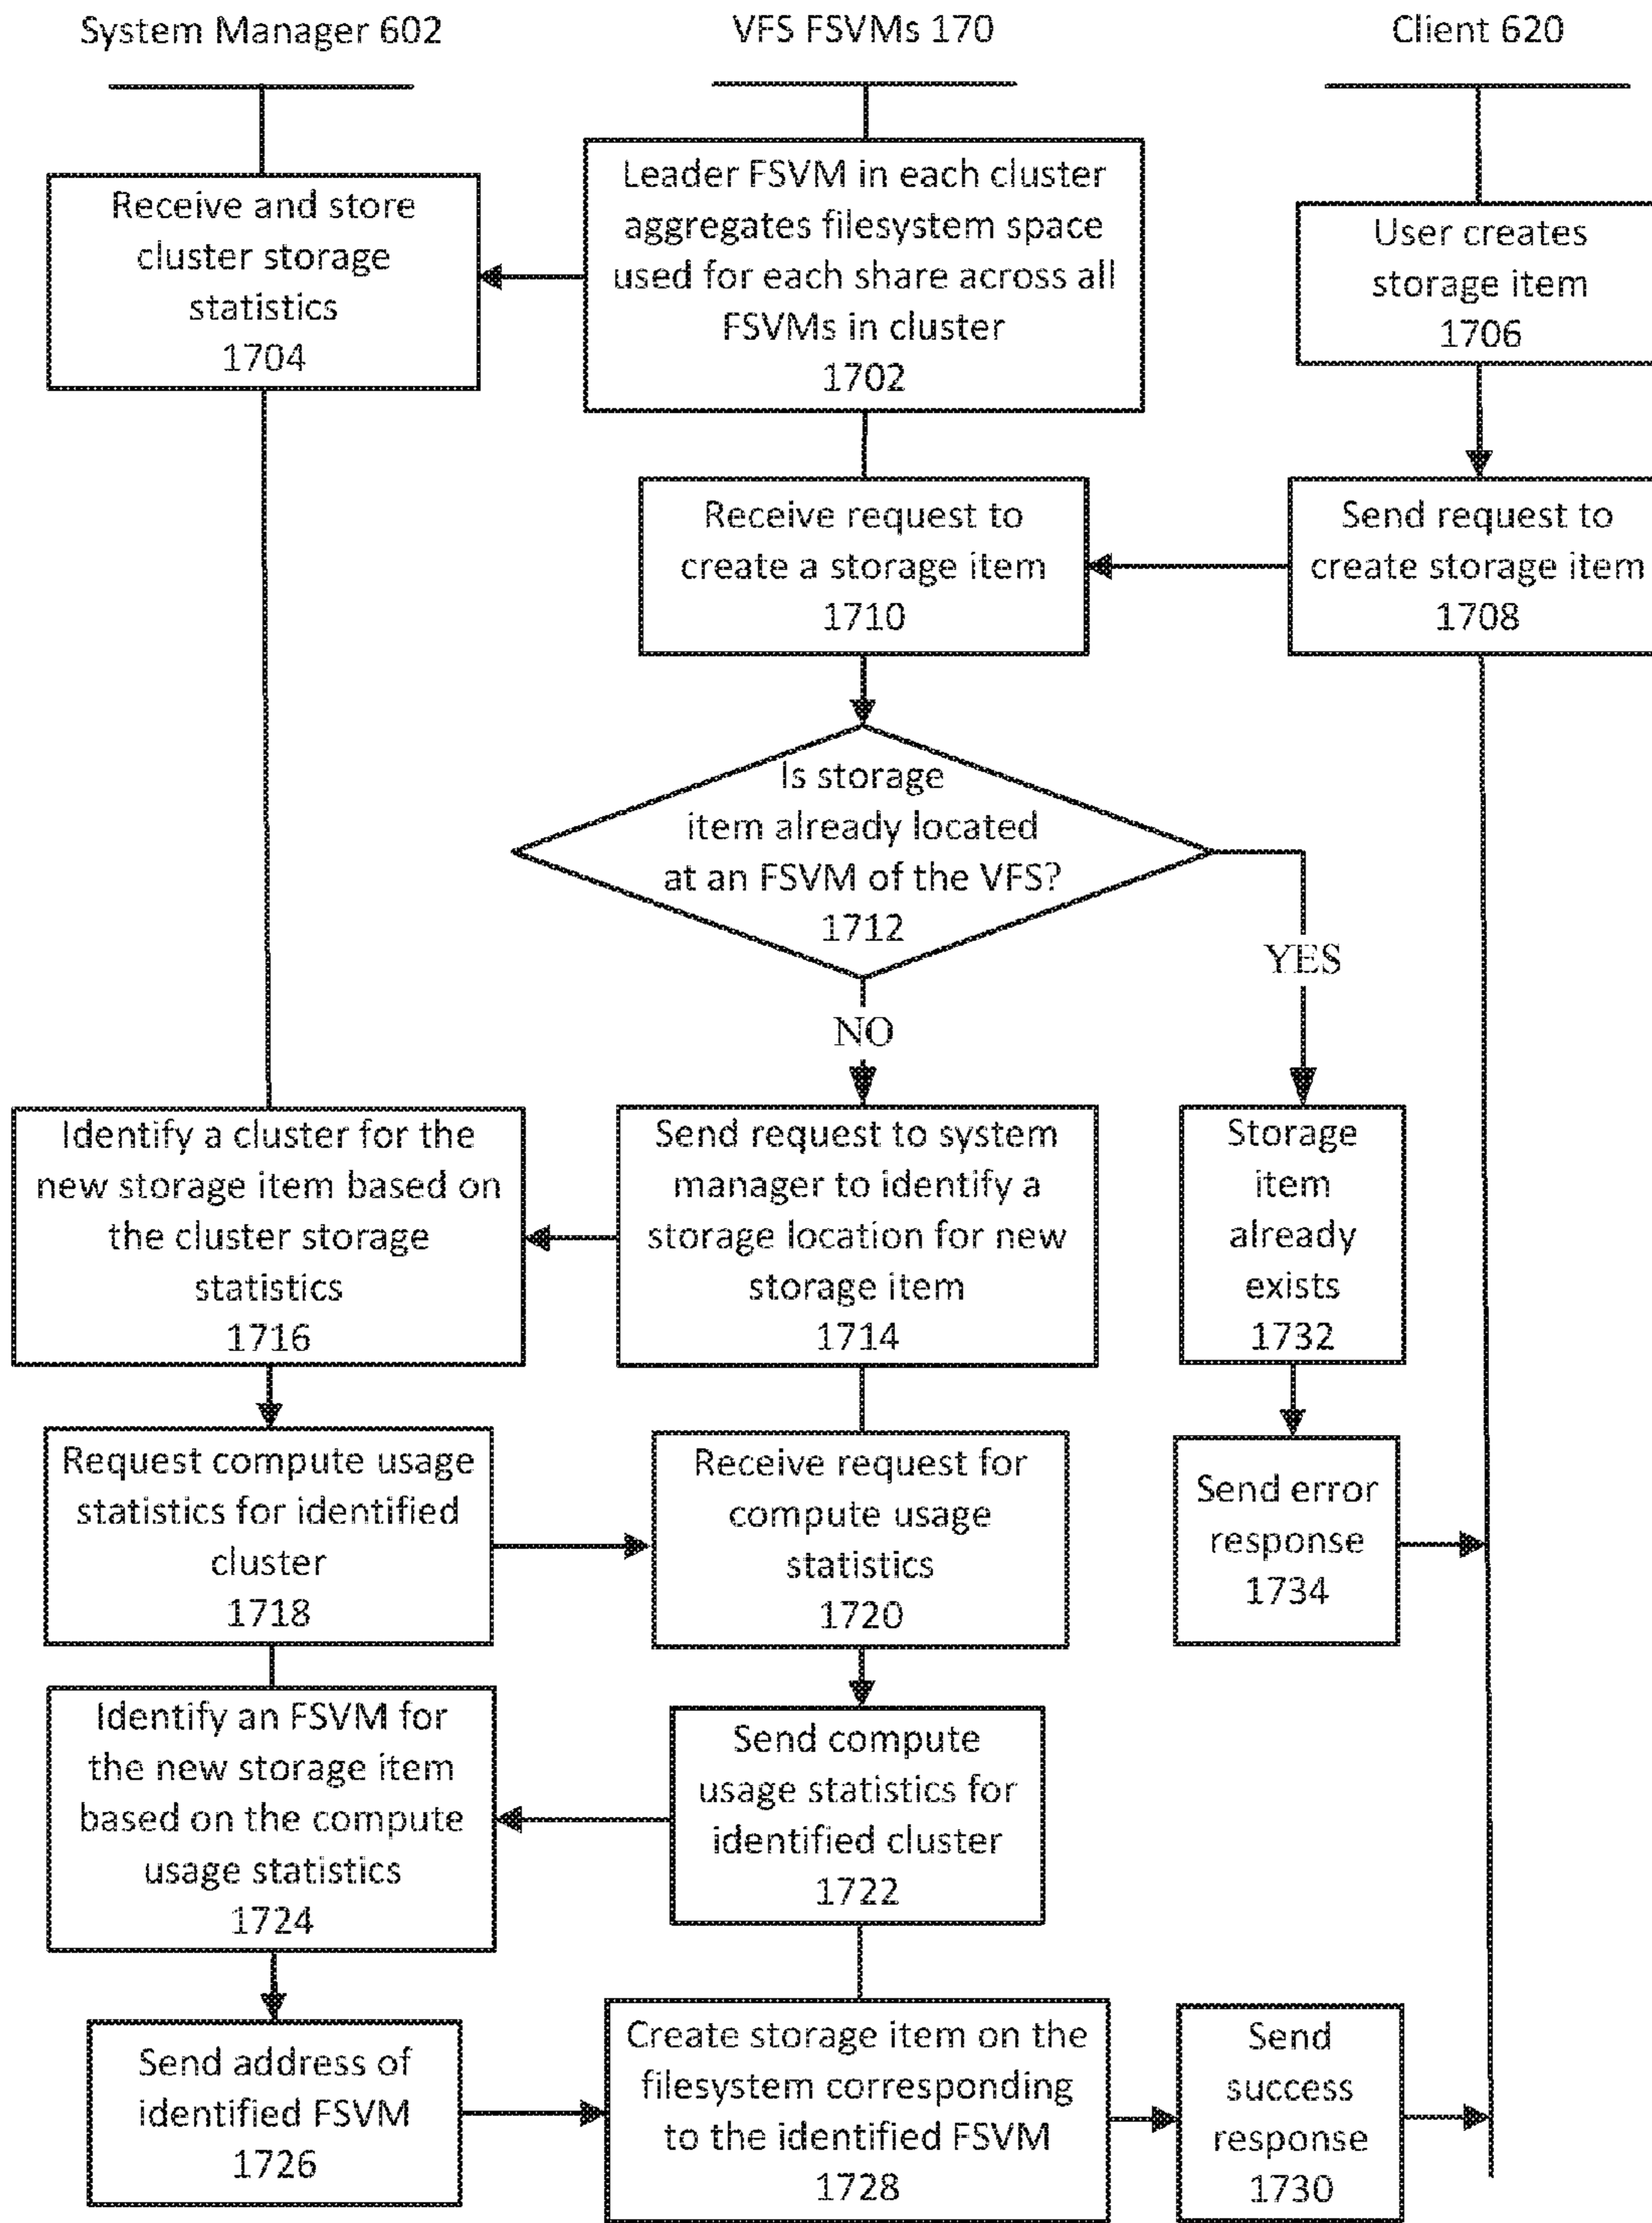 System Manager 602
VFS FSVMs 170
Client 620
Leader FSVM in each cluster
aggregates filesystem space
used for each share across all
FSVMs in cluster
1702
Receive and store
cluster storage
statistics
1704
User creates
storage item
1706
Send request to
create storage item
1708
Receive request to
create a storage item
1710
Is storage
item already located
at an FSVM of the VFS?
1712
YES
NO
Identify a cluster for the
new storage item based on
the cluster storage
statistics
1716
Send request to system
manager to identify a
storage location for new
storage item
1714
Storage
item
already
exists
1732
Request compute usage
statistics for identified
cluster
1718
Receive request for
compute usage
statistics
1720
Send error
response
1734
Identify an FSVM for
the new storage item
based on the compute
usage statistics
1724
Send compute
usage statistics for
identified cluster
1722
Send address of
identified FSVM
1726
Create storage item on the
filesystem corresponding
to the identified FSVM
1728
Send
success
response
1730